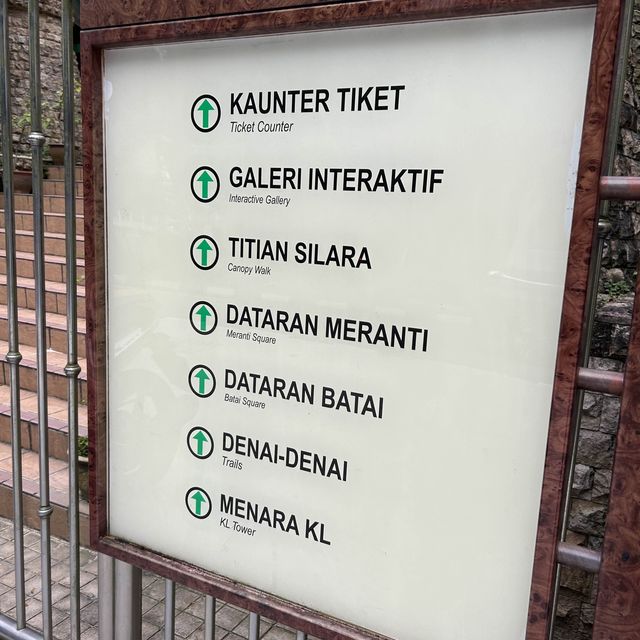 KAUNTER TIKET
Ticket Counter
GALERI INTERAKTIF
Interactive Gallery
TITIAN SILARA
Canopy Walk
DATARAN MERANTI
Meranti Square
DATARAN BATAI
Batai Square
DENAI-DENAI
Trails
MENARA KL
KL Tower